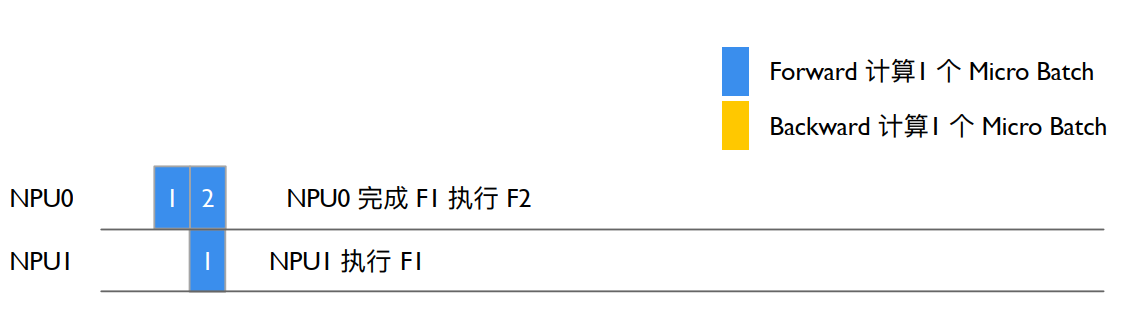 Forward 计算1 个 Micro Batch
Backward 计算1 个 Micro Batch
NPU0 1 2 NPU0 完成 F1 执行 F2
NPU1 1 NPU1 执行 F1